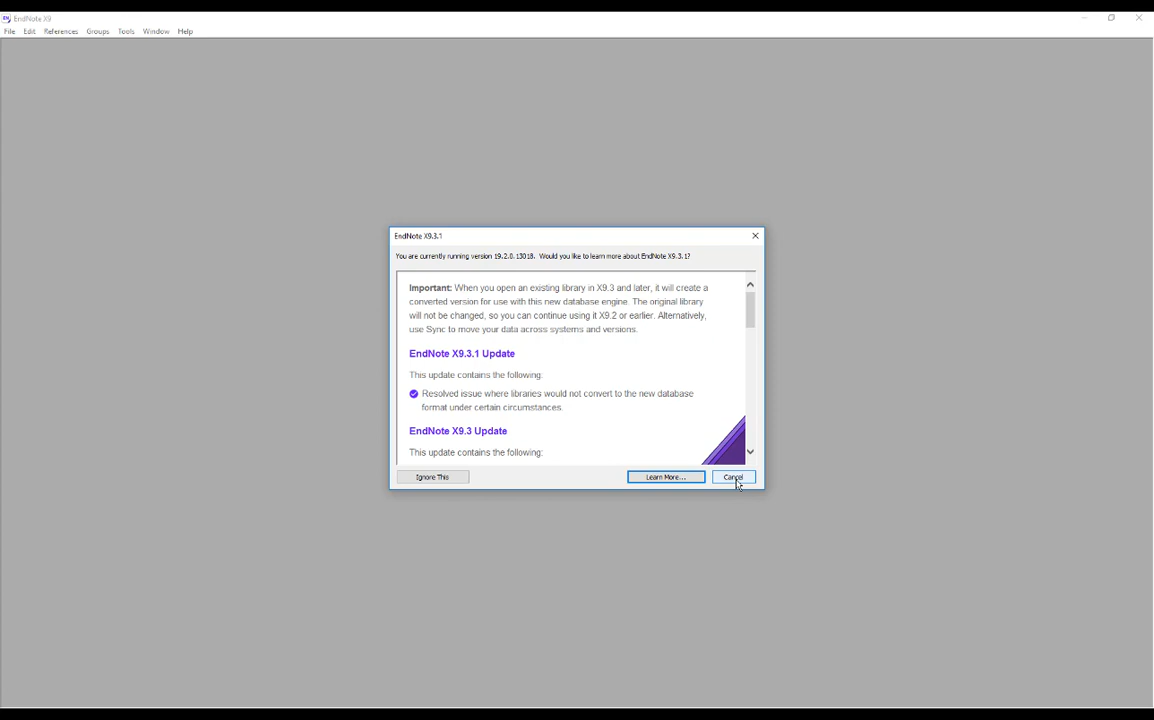 EndNote X9
File Edit References Groups Tools Window Help
EndNote X9.3.1
You are currently running version 19.2.0.13018. Would you like to learn more about EndNote X9.3.1?
Important: When you open an existing library in X9.3 and later, it will create a
converted version for use with this new database engine. The original library
will not be changed, so you can continue using it X9.2 or earlier. Alternatively,
use Sync to move your data across systems and versions.
EndNote X9.3.1 Update
This update contains the following:
Resolved issue where libraries would not convert to the new database
format under certain circumstances.
EndNote X9.3 Update
This update contains the following:
Ignore This Learn More... Cancel